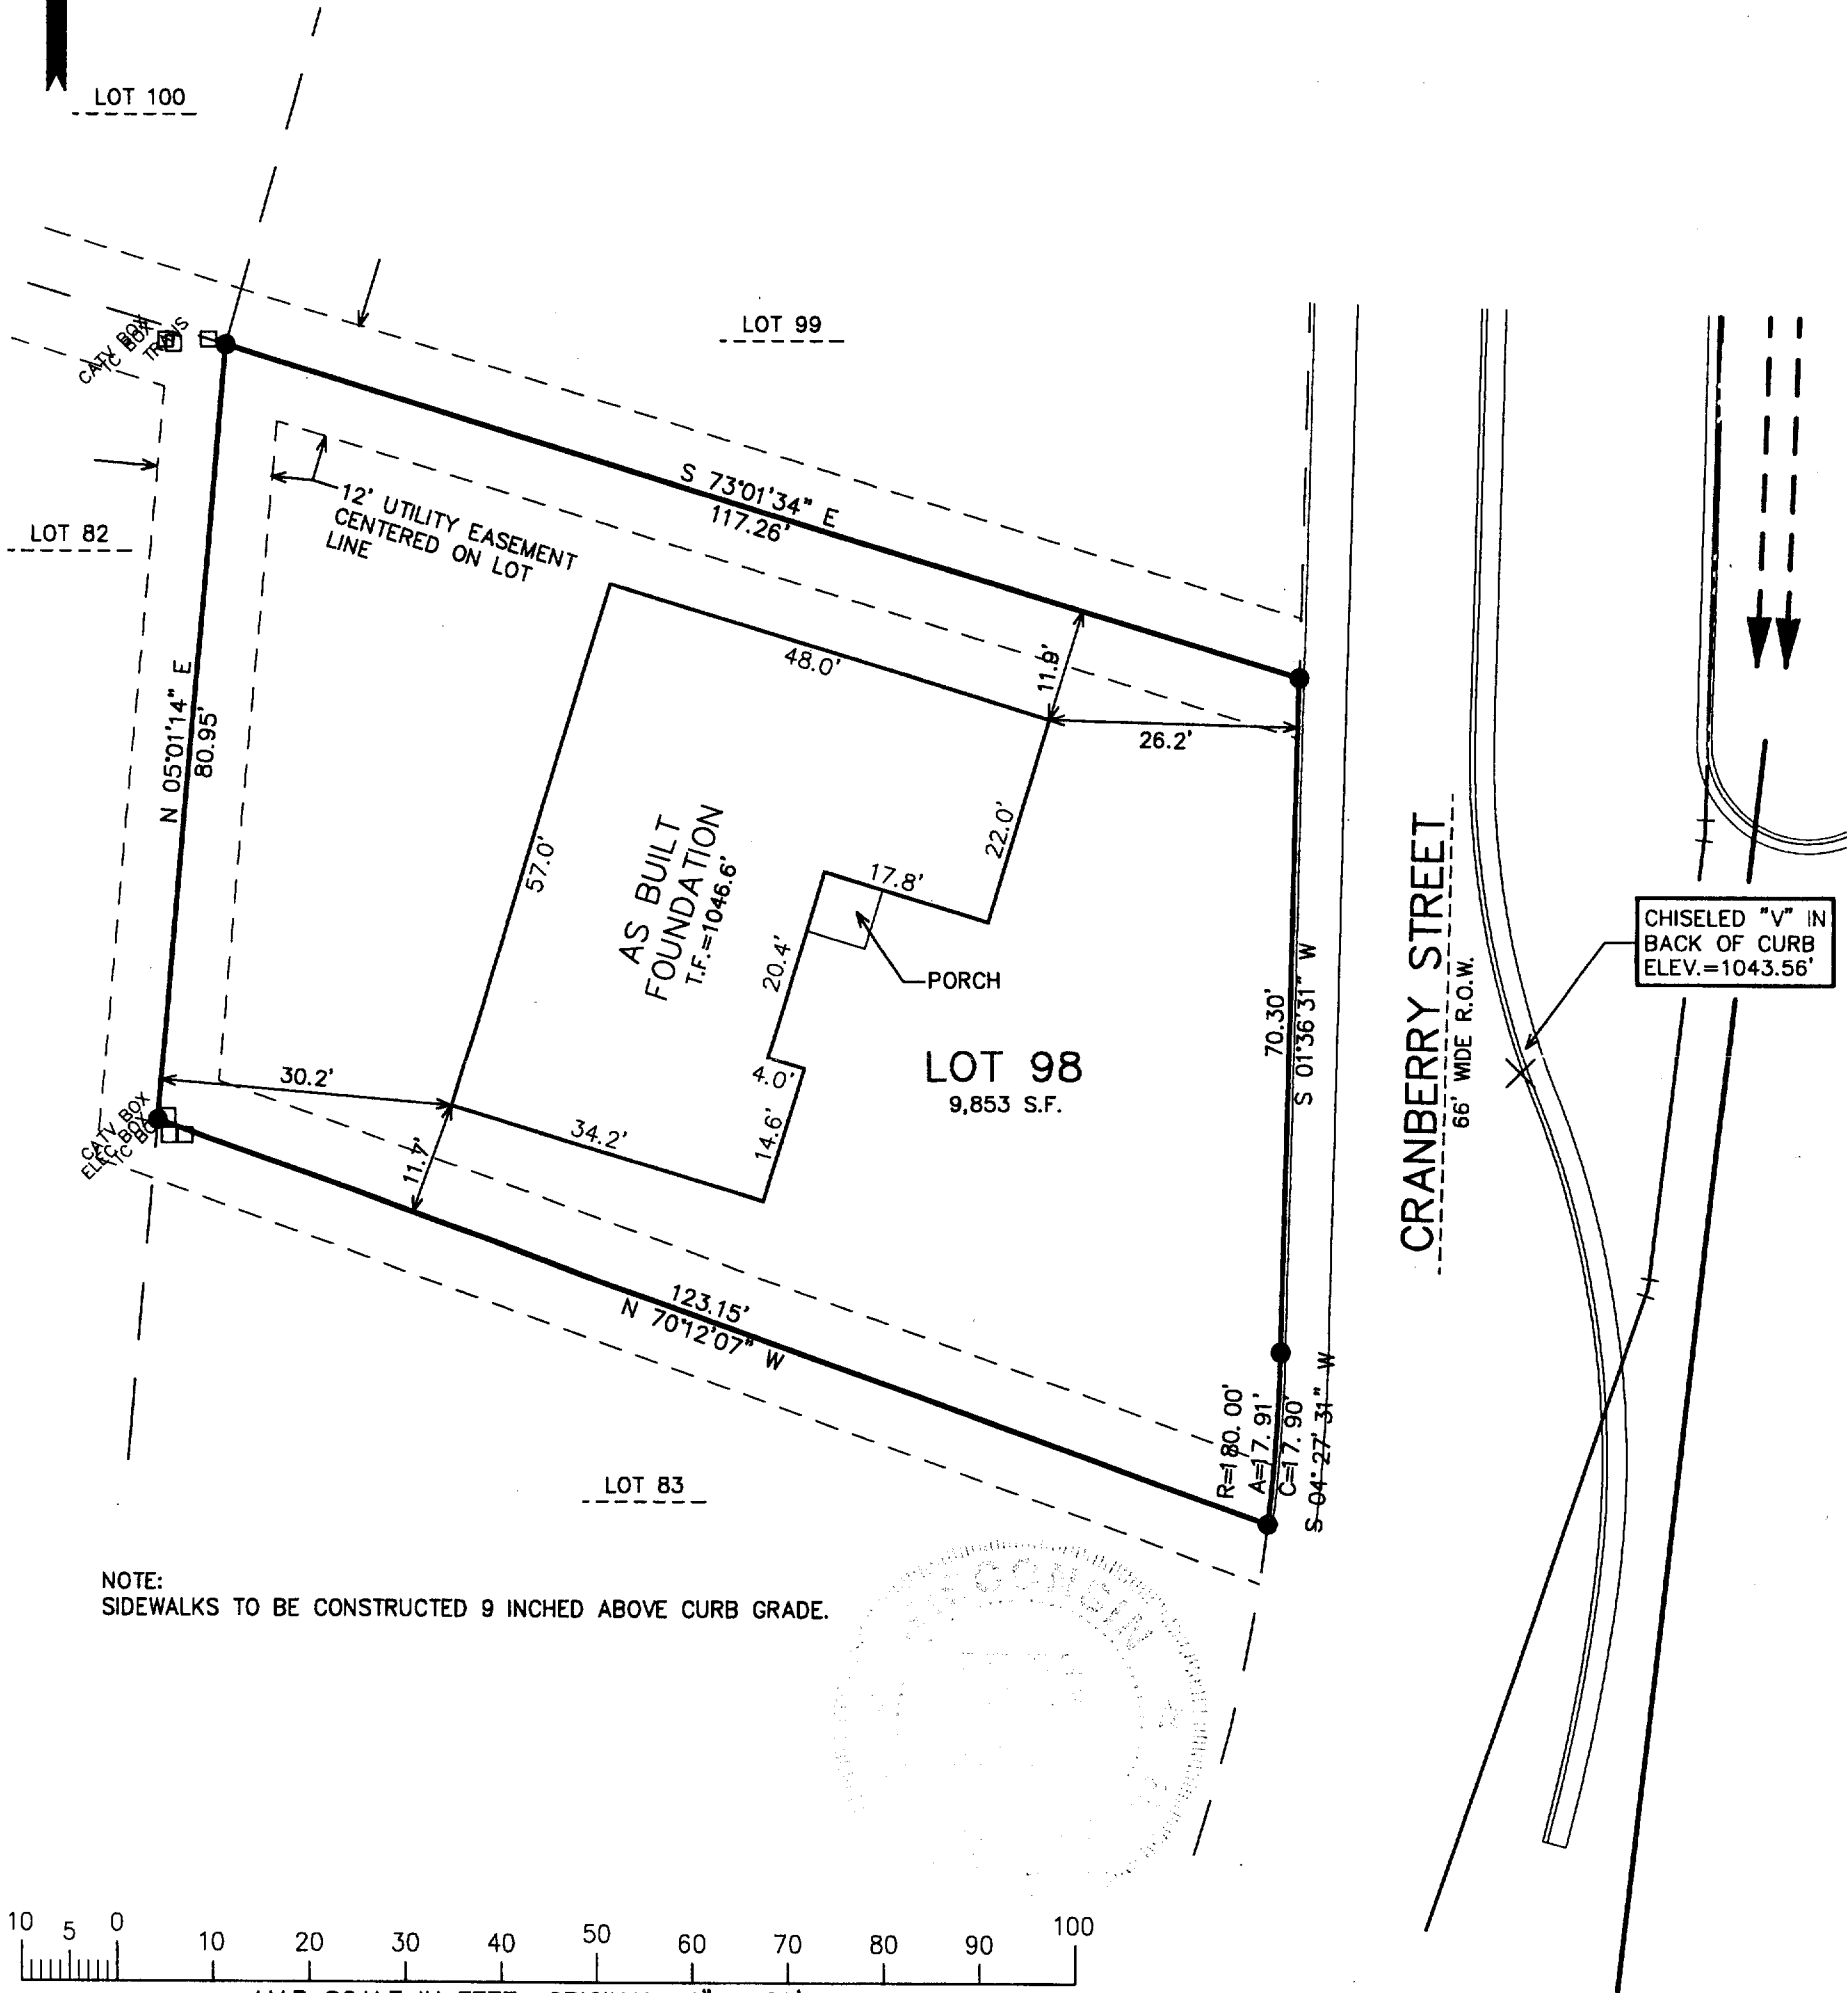 LOT 100
LOT 99
CATV BOX
TC BOX
TRANS
S 73°01'34" E
117.26'
LOT 82
12' UTILITY EASEMENT
CENTERED ON LOT
LINE
48.0'
11.9'
26.2'
N 05°01'14" E
80.95'
57.0'
AS BUILT
FOUNDATION
T.F.=1046.6'
22.0'
17.8'
20.4'
PORCH
4.0'
14.6'
LOT 98
9,853 S.F.
70.30'
S 01°36'31" W
CRANBERRY STREET
66' WIDE R.O.W.
CHISELED "V" IN
BACK OF CURB
ELEV.=1043.56'
30.2'
34.2'
11.7'
CATV BOX
ELEC BOX
TC BOX
123.15'
N 70°12'07" W
R=180.00'
A=17.91'
C=17.90'
S 04°27'31" W
LOT 83
NOTE:
SIDEWALKS TO BE CONSTRUCTED 9 INCHED ABOVE CURB GRADE.
10 5 0 10 20 30 40 50 60 70 80 90 100